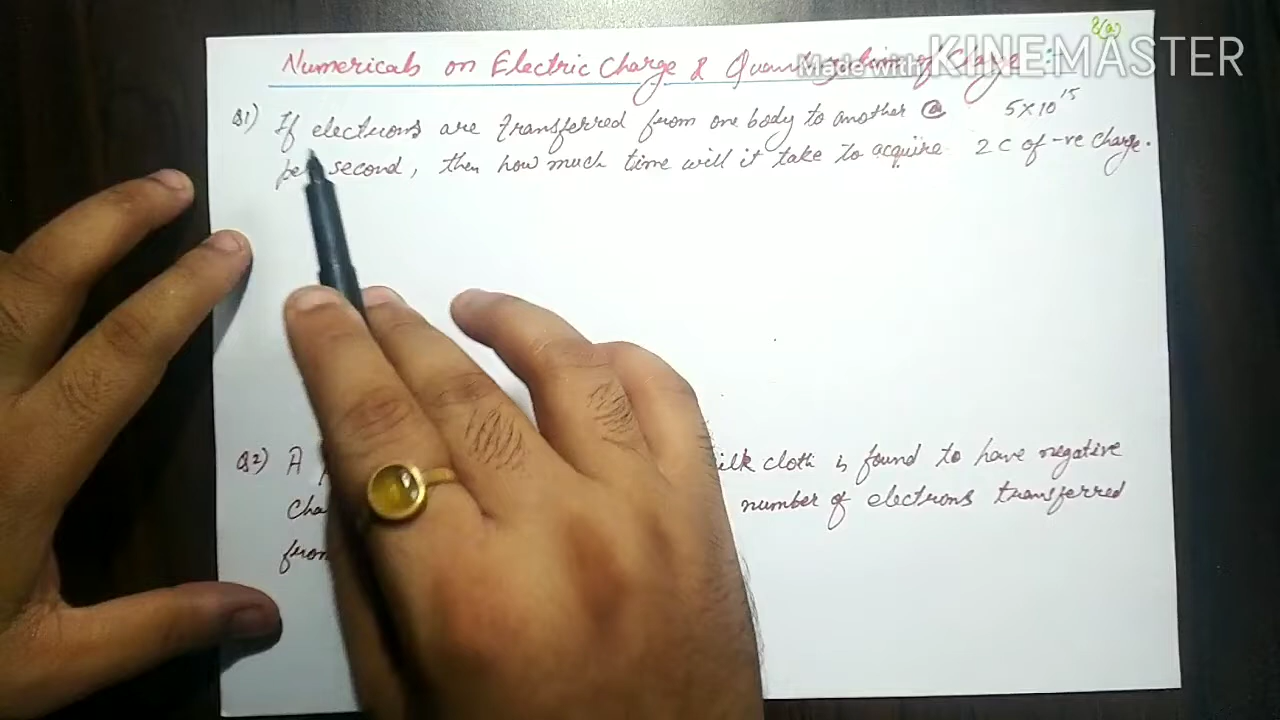 8(a)
Numericals on Electric Charge & Quantization of Charge :-
Made with KINEMASTER
Q1) If electrons are transferred from one body to another @ 5×10¹⁵
per second, then how much time will it take to acquire 2 C of -ve charge.
Q2) A silk cloth is found to have negative
Cha number of electrons transferred
from